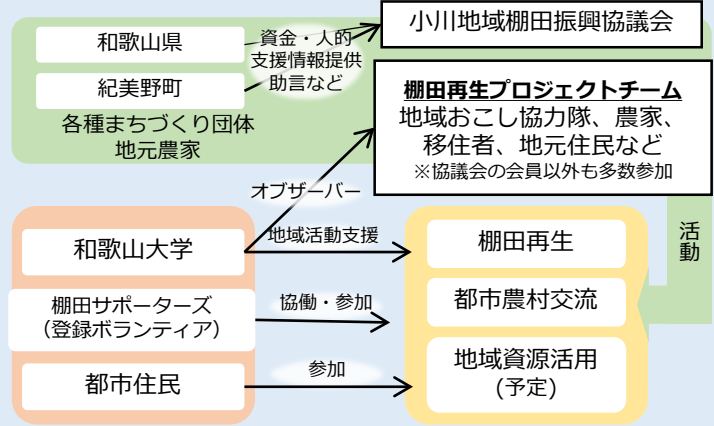 和歌山県
紀美野町
各種まちづくり団体
地元農家
資金・人的
支援情報提供
助言など
小川地域棚田振興協議会
棚田再生プロジェクトチーム
地域おこし協力隊、農家、
移住者、地元住民など
※協議会の会員以外も多数参加
オブザーバー
和歌山大学
地域活動支援
棚田再生
活動
棚田サポーターズ
（登録ボランティア）
協働・参加
都市農村交流
都市住民
参加
地域資源活用
(予定)